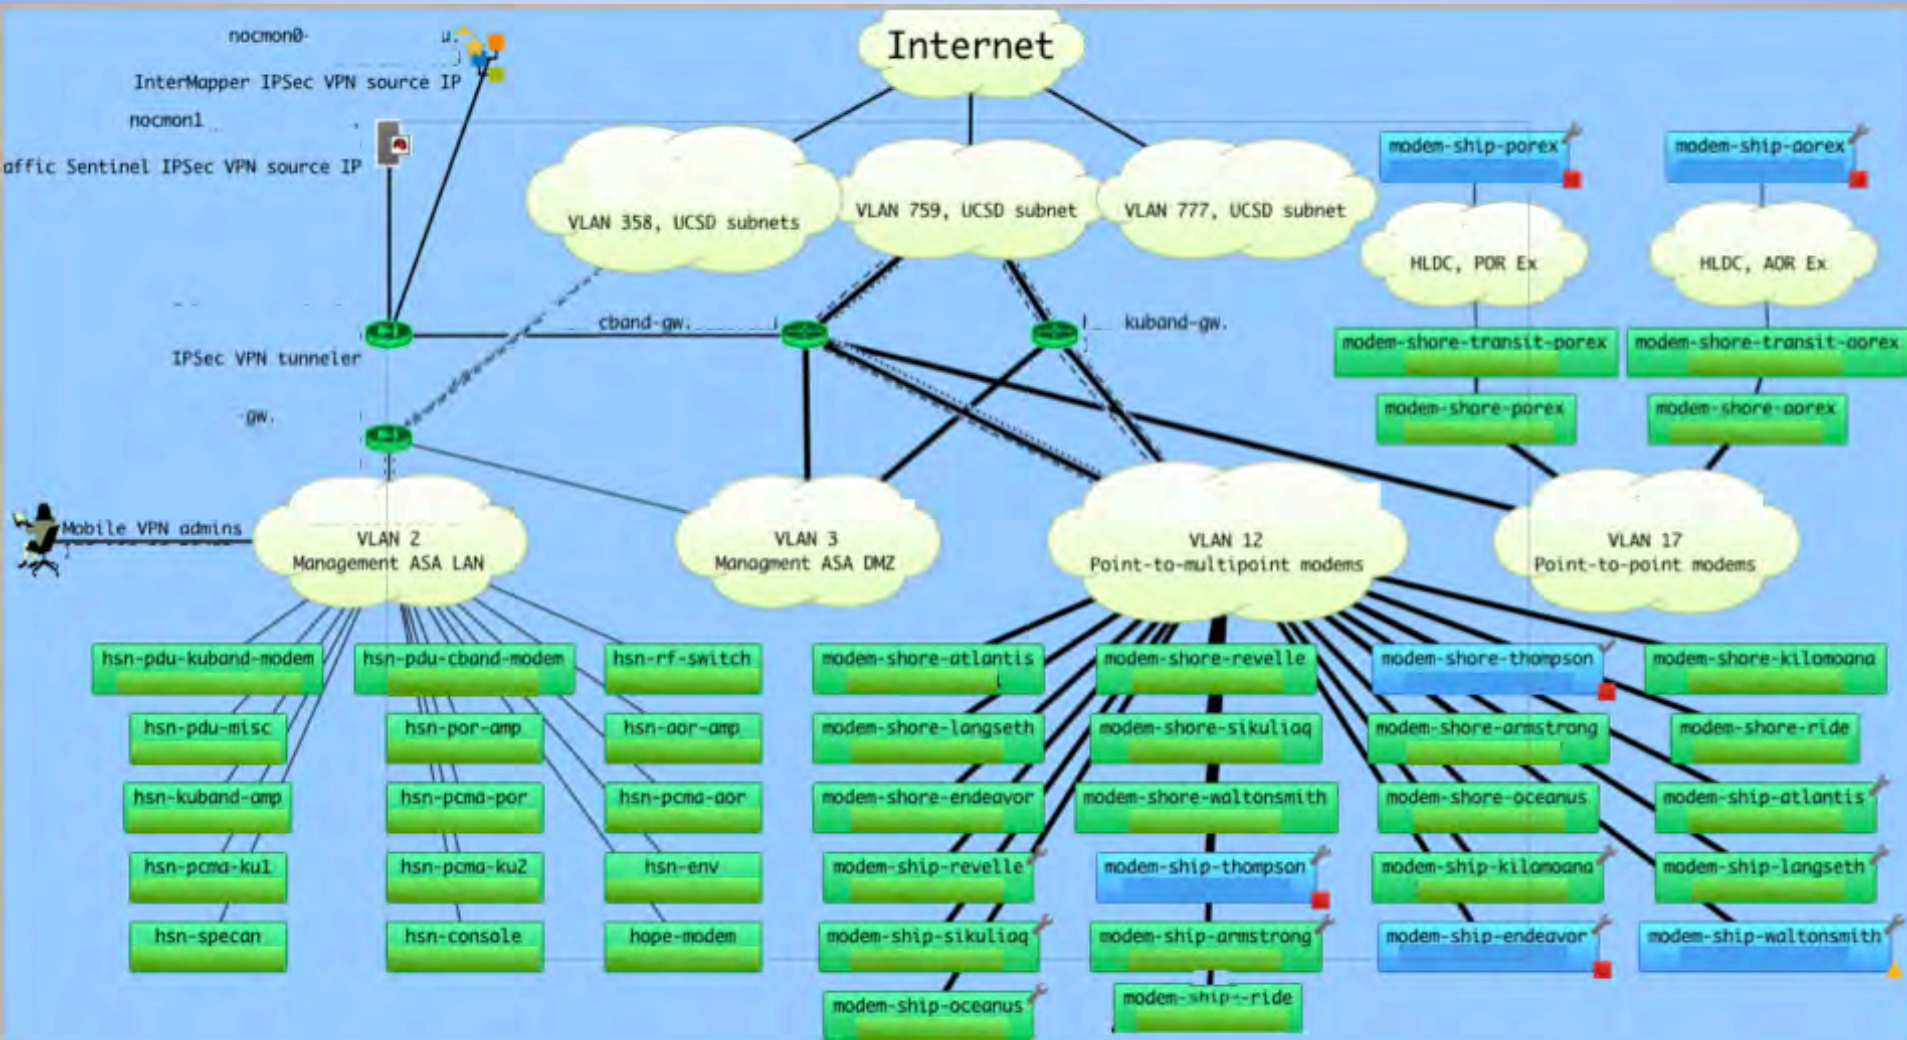 nocmon0-
InterMapper IPSec VPN source IP
nocmon1
affic Sentinel IPSec VPN source IP
Internet
VLAN 358, UCSD subnets
VLAN 759, UCSD subnet
VLAN 777, UCSD subnet
modem-ship-porex
modem-ship-aorex
HLDC, POR Ex
HLDC, AOR Ex
cband-gw.
kuband-gw.
IPSec VPN tunneler
-gw.
modem-shore-transit-porex
modem-shore-transit-aorex
modem-shore-porex
modem-shore-aorex
Mobile VPN admins
VLAN 2
Management ASA LAN
VLAN 3
Managment ASA DMZ
VLAN 12
Point-to-multipoint modems
VLAN 17
Point-to-point modems
hsn-pdu-kuband-modem
hsn-pdu-cband-modem
hsn-rf-switch
modem-shore-atlantis
modem-shore-revelle
modem-shore-thompson
modem-shore-kilomoana
hsn-pdu-misc
hsn-por-amp
hsn-aor-amp
modem-shore-langseth
modem-shore-sikuliaq
modem-shore-armstrong
modem-shore-ride
hsn-kuband-amp
hsn-pcma-por
hsn-pcma-aor
modem-shore-endeavor
modem-shore-waltonsmith
modem-shore-oceanus
modem-ship-atlantis
hsn-pcma-ku1
hsn-pcma-ku2
hsn-env
modem-ship-revelle
modem-ship-thompson
modem-ship-kilomoana
modem-ship-langseth
hsn-specan
hsn-console
hope-modem
modem-ship-sikuliaq
modem-ship-armstrong
modem-ship-endeavor
modem-ship-waltonsmith
modem-ship-oceanus
modem-ship--ride